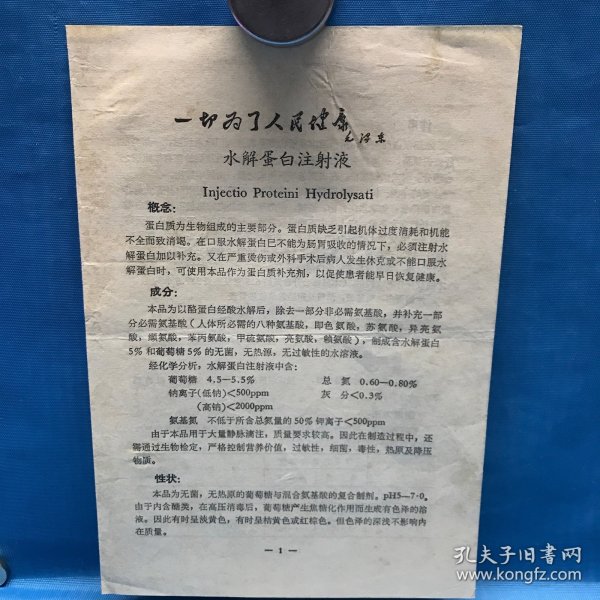 一切为了人民健康
毛泽东
水解蛋白注射液
Injectio Proteini Hydrolysati
概念：
蛋白质为生物组成的主要部分。蛋白质缺乏引起机体过度消耗和机能
不全而致消竭。在口服水解蛋白已不能为肠胃吸收的情况下，必须注射水
解蛋白加以补充。又在严重烫伤或外科手术后病人发生休克或不能口服水
解蛋白时，可使用本品作为蛋白质补充剂，以促使患者能早日恢复健康。
成分：
本品为以酪蛋白经酸水解后，除去一部分非必需氨基酸，并补充一部
分必需氨基酸（人体所必需的八种氨基酸，即色氨酸，苏氨酸，异亮氨
酸，缬氨酸，苯丙氨酸，甲硫氨酸，亮氨酸，赖氨酸），制成含水解蛋白
5％和葡萄糖5％的无菌，无热原，无过敏性的水溶液。
经化学分析，水解蛋白注射液中含：
葡萄糖 4.5—5.5％ 总氮 0.60—0.80％
钠离子(低钠)<500ppm 灰分<0.3％
(高钠)<2000ppm
氨基氮 不低于所含总氮量的50％ 钾离子<500ppm
由于本品用于大量静脉滴注，质量要求较高。因此在制造过程中，还
需通过生物检定，严格控制营养价值，过敏性，细菌，毒性，热原及降压
物质。
性状：
本品为无菌，无热原的葡萄糖与混合氨基酸的复合制剂。pH5—7·0。
由于内含糖类，在高压消毒后，葡萄糖产生焦糖化作用而生成有色泽的溶
液。因此有时呈淡黄色，有时呈桔黄色或红棕色。但色泽的深浅不影响内
在质量。
— 1 —
孔夫子旧书网
www.kongfz.com